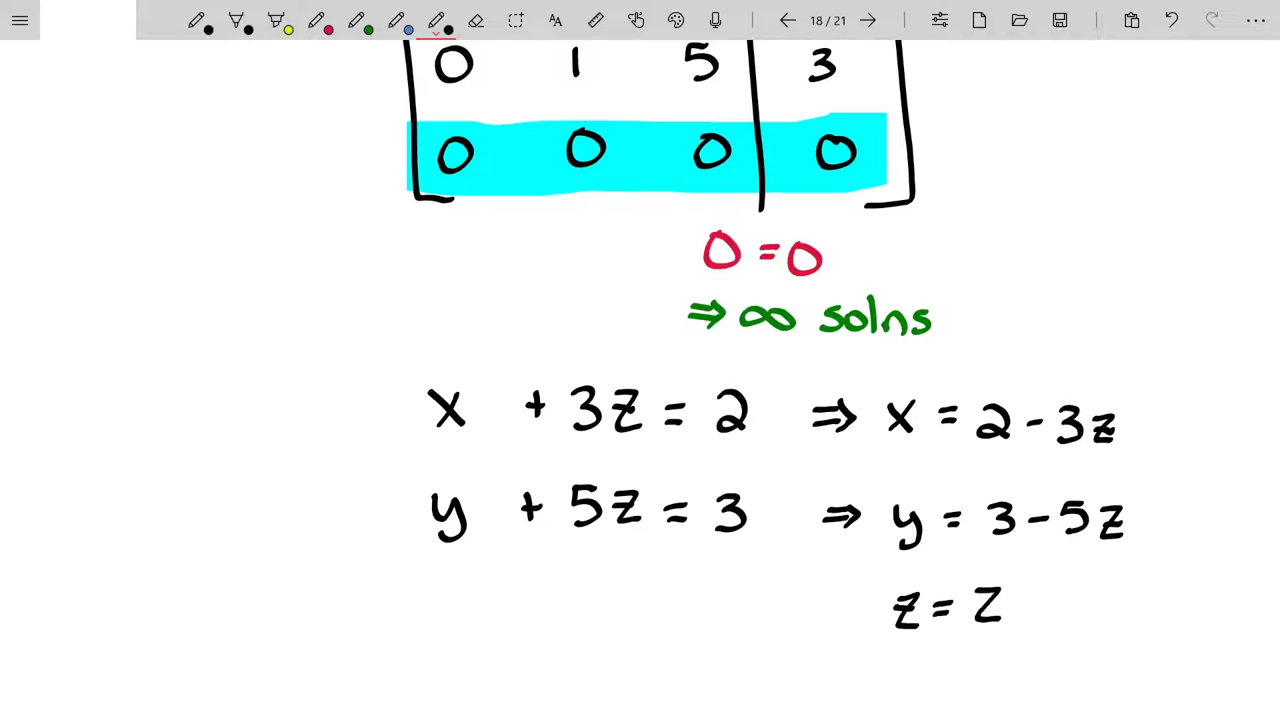 18 / 21
0 1 5 3
0 0 0 0
0 = 0
⇒ ∞ solns
x + 3z = 2 ⇒ x = 2 - 3z
y + 5z = 3 ⇒ y = 3 - 5z
z = z